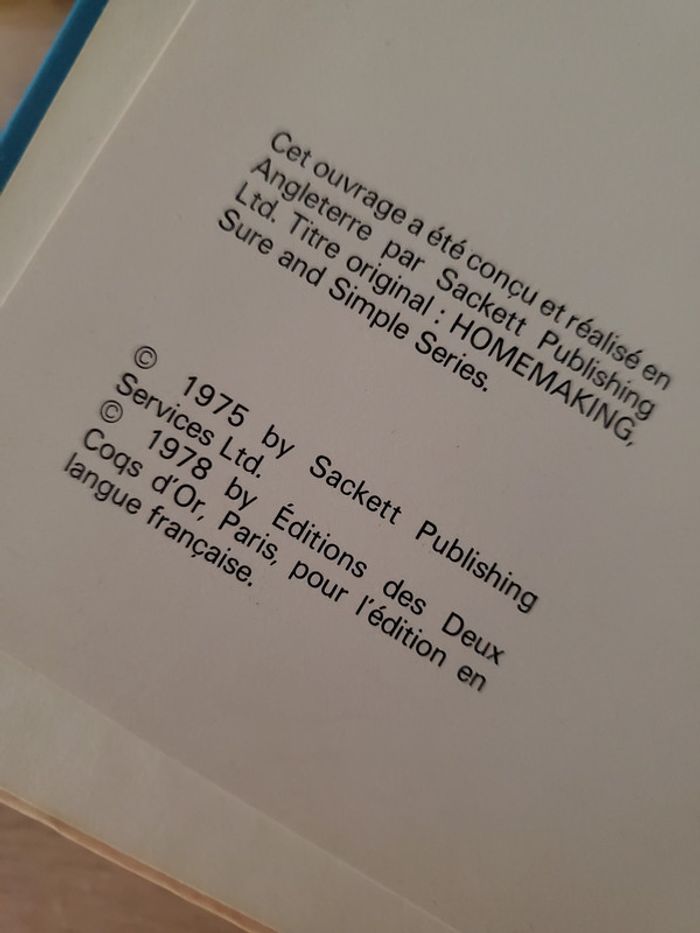 Cet ouvrage a été conçu et réalisé en
Angleterre par Sackett Publishing
Ltd. Titre original : HOMEMAKING,
Sure and Simple Series.
© 1975 by Sackett Publishing
Services Ltd.
© 1978 by Éditions des Deux
Coqs d'Or, Paris, pour l'édition en
langue française.